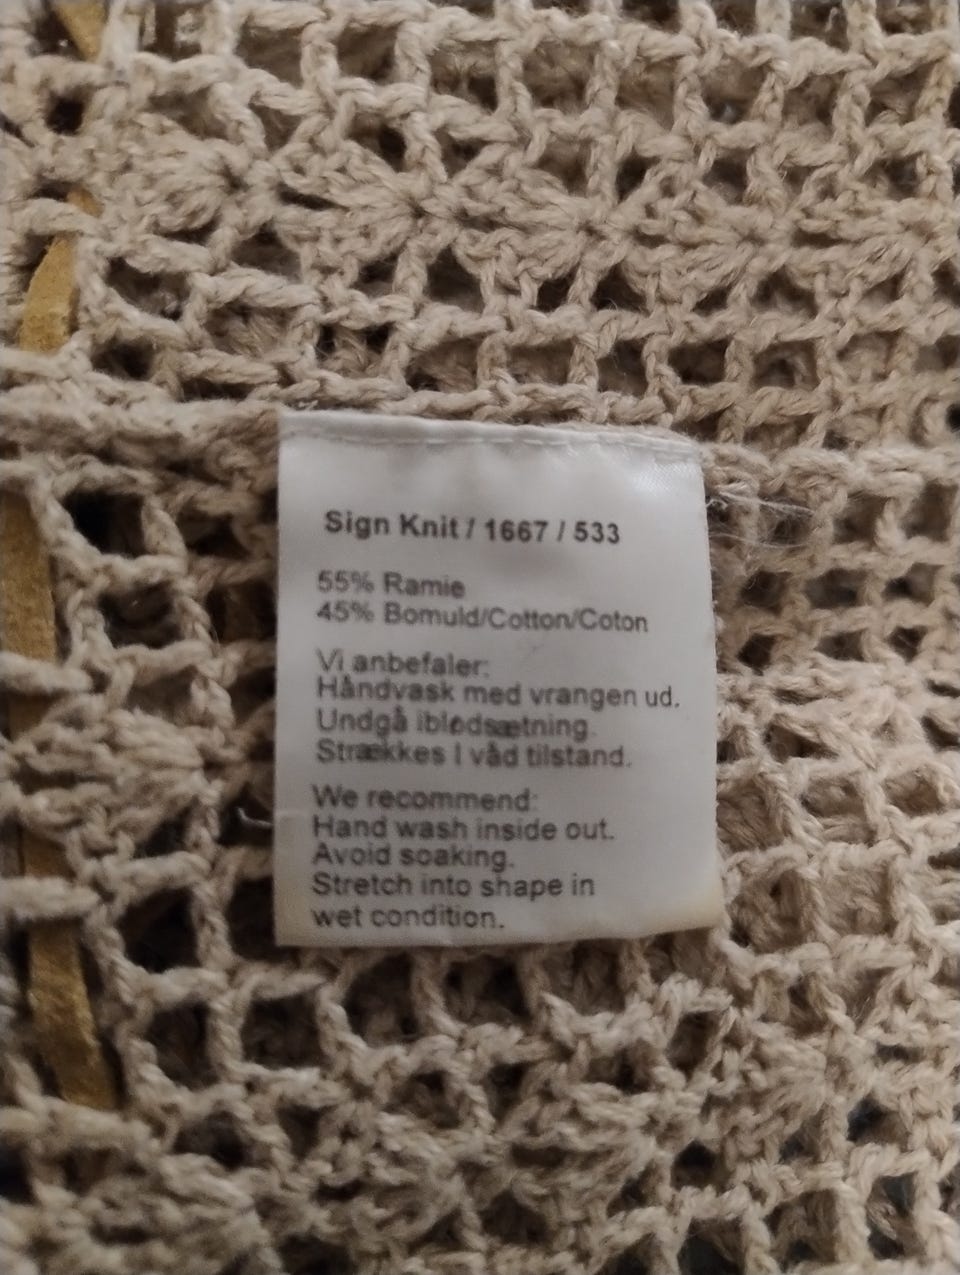 Sign Knit / 1667 / 533
55% Ramie
45% Bomuld/Cotton/Coton
Vi anbefaler:
Håndvask med vrangen ud.
Undgå iblødsætning.
Strækkes I våd tilstand.
We recommend:
Hand wash inside out.
Avoid soaking.
Stretch into shape in
wet condition.